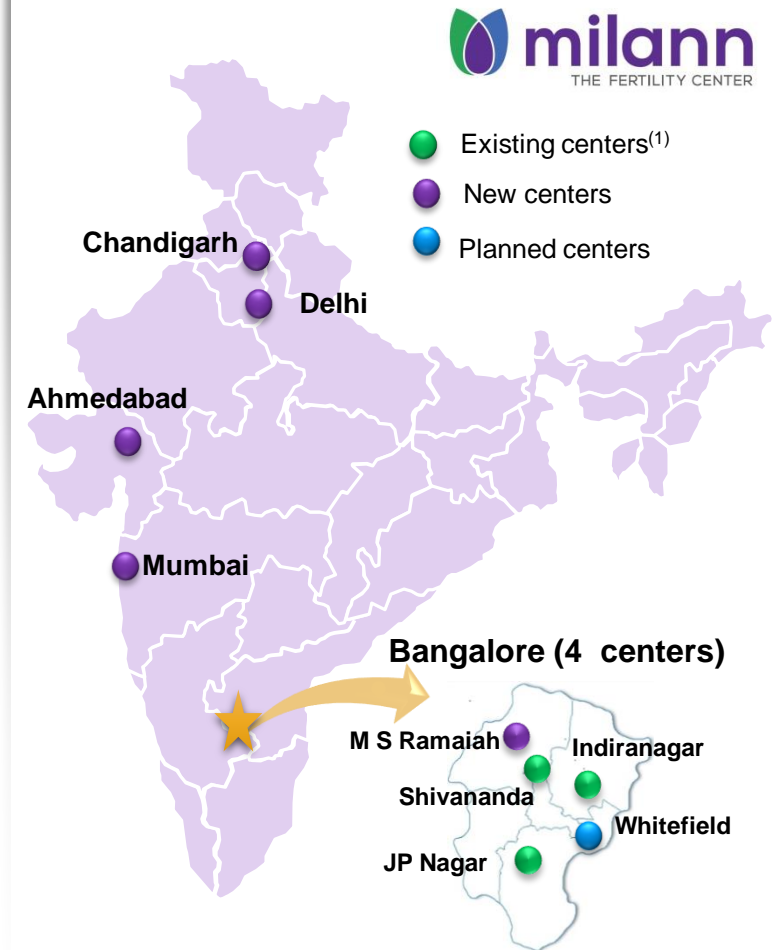 milann
THE FERTILITY CENTER
Existing centers(1)
New centers
Planned centers
Chandigarh
Delhi
Ahmedabad
Mumbai
Bangalore (4 centers)
M S Ramaiah
Indiranagar
Shivananda
Whitefield
JP Nagar